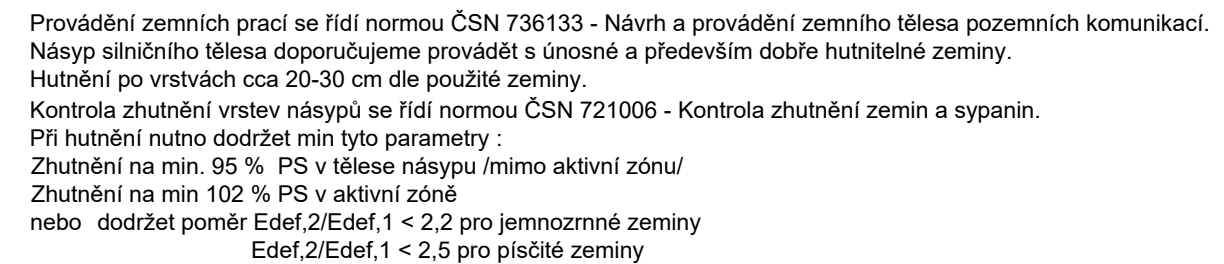 Provádění zemních prací se řídí normou ČSN 736133 - Návrh a provádění zemního tělesa pozemních komunikací.
Násyp silničního tělesa doporučujeme provádět s únosné a především dobře hutnitelné zeminy.
Hutnění po vrstvách cca 20-30 cm dle použité zeminy.
Kontrola zhutnění vrstev násypů se řídí normou ČSN 721006 - Kontrola zhutnění zemin a sypanin.
Při hutnění nutno dodržet min tyto parametry :
Zhutnění na min. 95 % PS v tělese násypu /mimo aktivní zónu/
Zhutnění na min 102 % PS v aktivní zóně
nebo dodržet poměr Edef,2/Edef,1 < 2,2 pro jemnozrnné zeminy
Edef,2/Edef,1 < 2,5 pro písčité zeminy